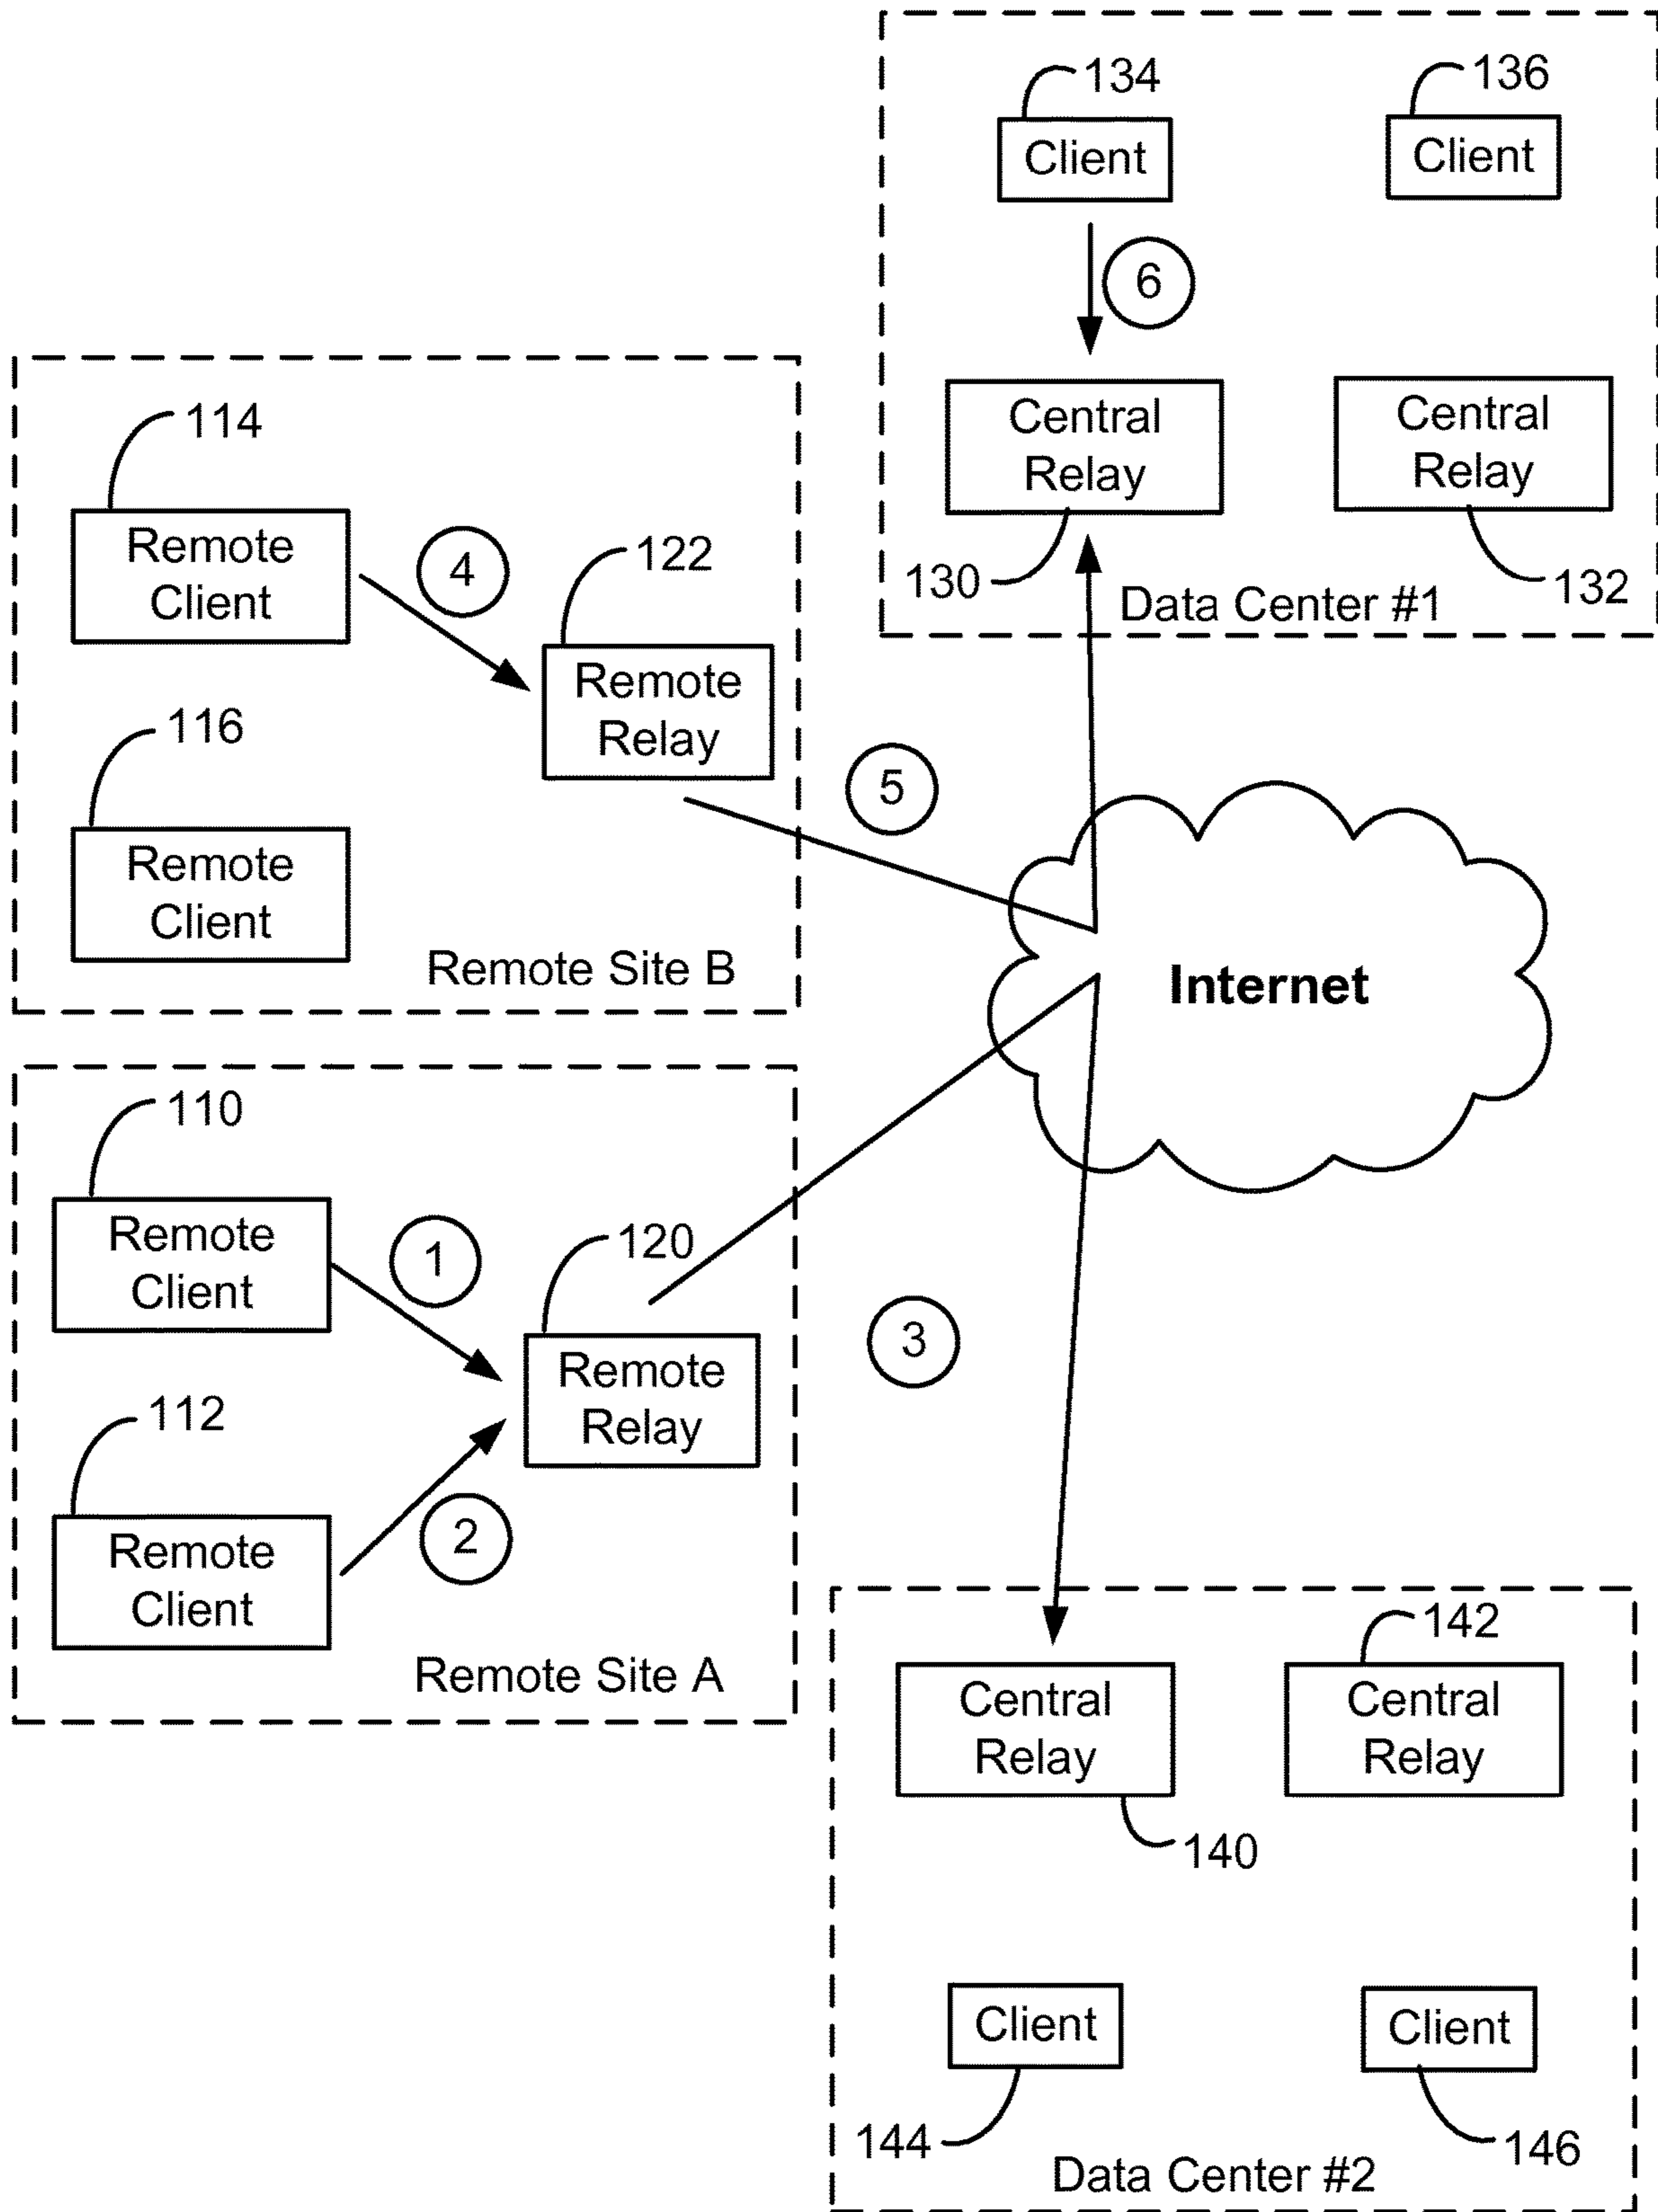 134
136
Client
Client
6
Central
Relay
Central
Relay
130
132
Data Center #1
114
Remote
Client
4
122
Remote
Relay
116
Remote
Client
5
Remote Site B
Internet
110
Remote
Client
1
120
Remote
Relay
112
Remote
Client
2
Remote Site A
3
142
Central
Relay
Central
Relay
140
Client
Client
144
146
Data Center #2